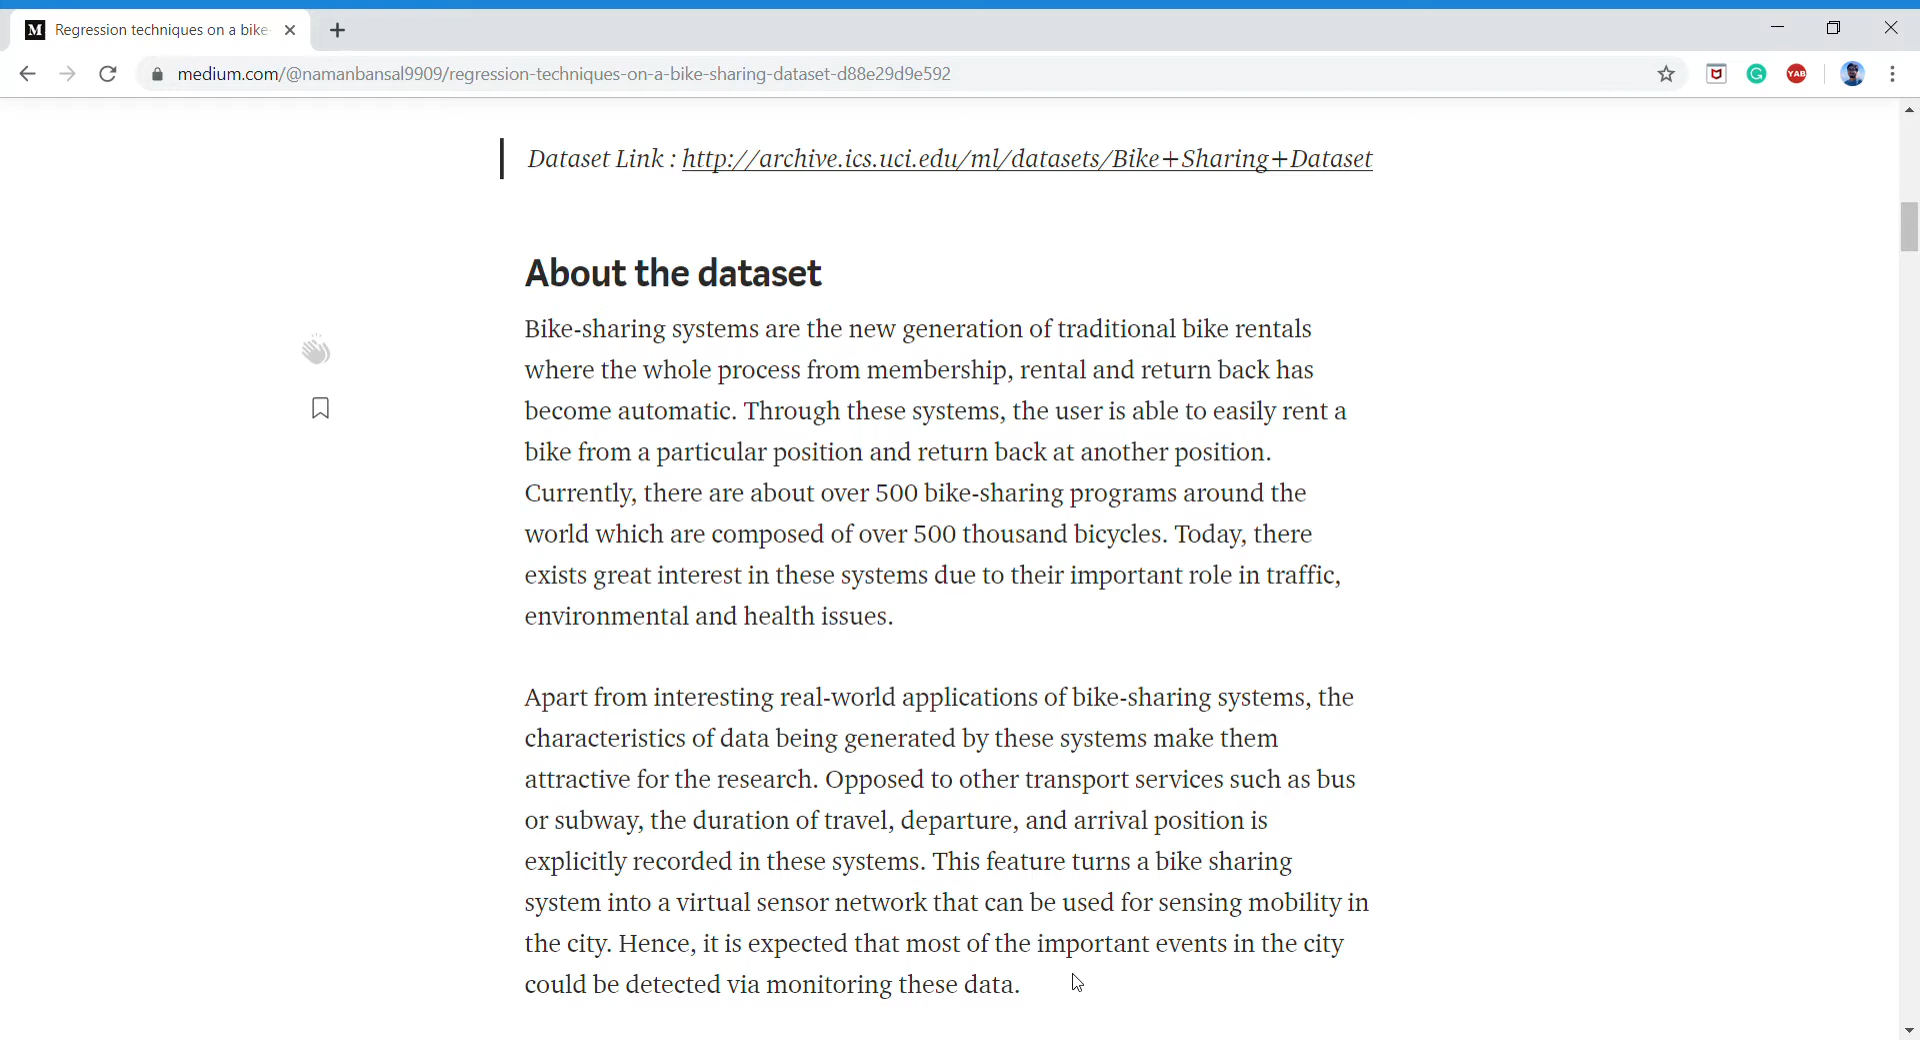 M Regression techniques on a bike-
medium.com/@namanbansal9909/regression-techniques-on-a-bike-sharing-dataset-d88e29d9e592
YAB
Dataset Link : http://archive.ics.uci.edu/ml/datasets/Bike+Sharing+Dataset
About the dataset
Bike-sharing systems are the new generation of traditional bike rentals
where the whole process from membership, rental and return back has
become automatic. Through these systems, the user is able to easily rent a
bike from a particular position and return back at another position.
Currently, there are about over 500 bike-sharing programs around the
world which are composed of over 500 thousand bicycles. Today, there
exists great interest in these systems due to their important role in traffic,
environmental and health issues.
Apart from interesting real-world applications of bike-sharing systems, the
characteristics of data being generated by these systems make them
attractive for the research. Opposed to other transport services such as bus
or subway, the duration of travel, departure, and arrival position is
explicitly recorded in these systems. This feature turns a bike sharing
system into a virtual sensor network that can be used for sensing mobility in
the city. Hence, it is expected that most of the important events in the city
could be detected via monitoring these data.